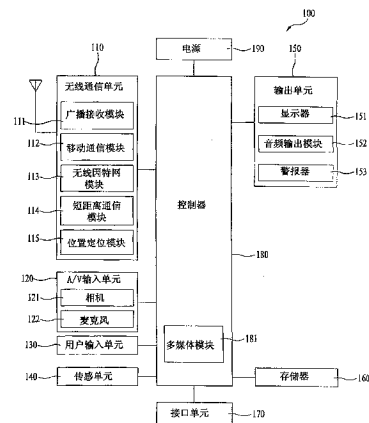 100
110
无线通信单元
111
广播接收模块
112
移动通信模块
113
无线因特网
模块
114
短距离通信
模块
115
位置定位模块
120
A/V输入单元
121
相机
122
麦克风
130
用户输入单元
140
传感单元
电源
190
控制器
180
多媒体模块
181
接口单元
170
150
输出单元
显示器
151
音频输出模块
152
警报器
153
存储器
160